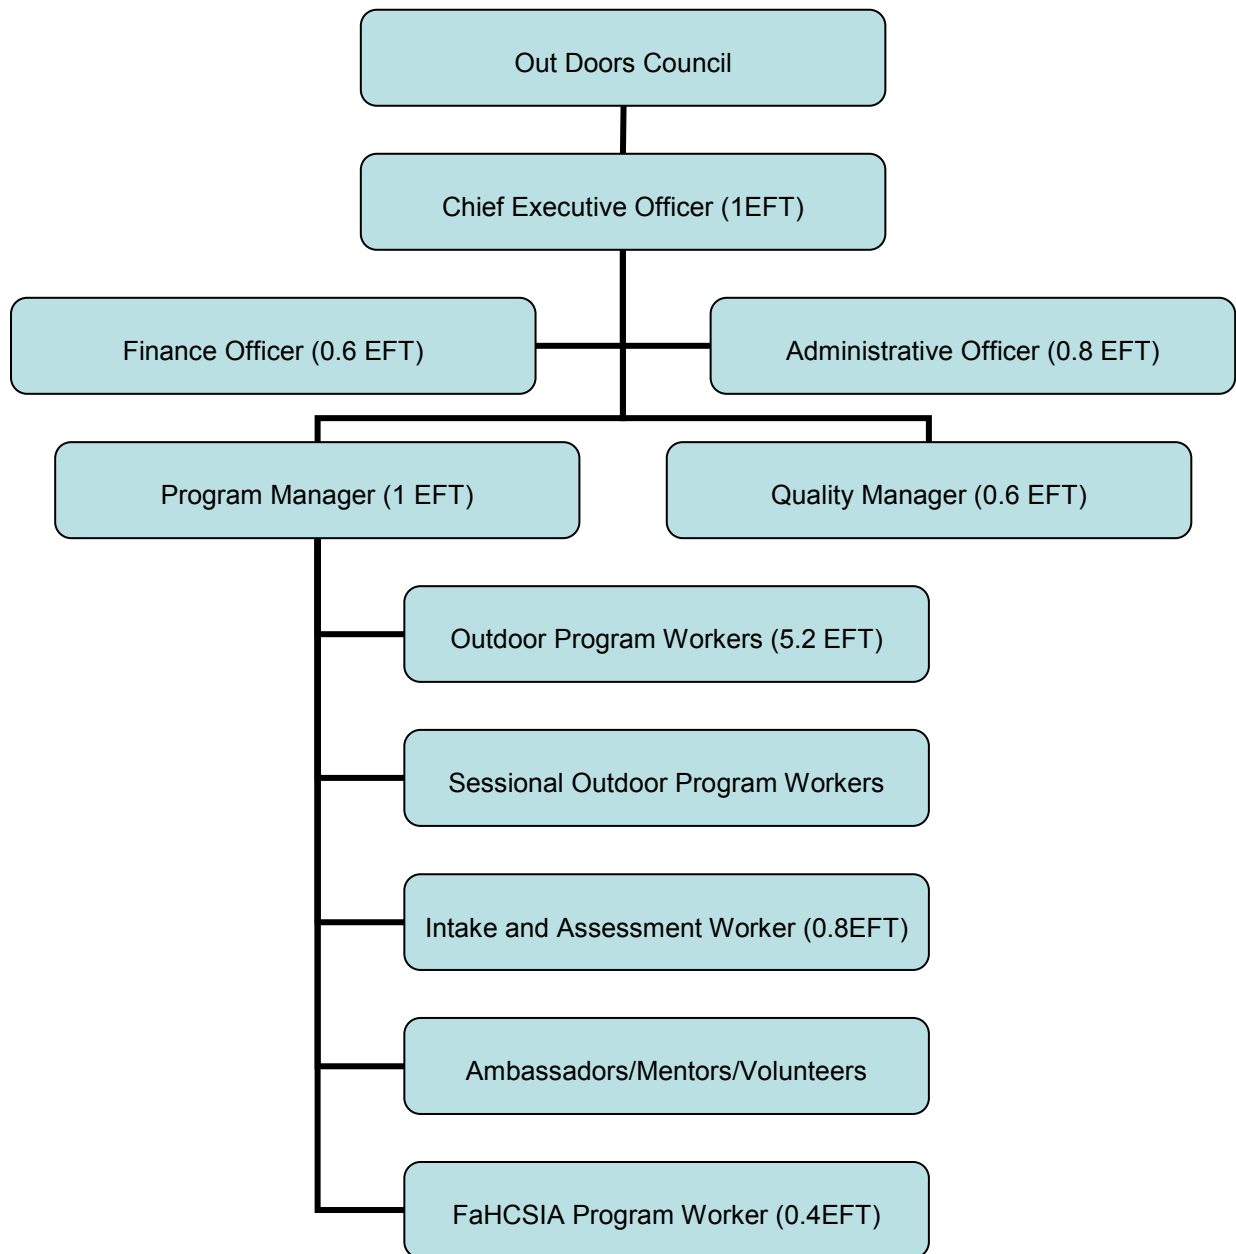 Out Doors Council
Chief Executive Officer (1EFT)
Finance Officer (0.6 EFT)
Administrative Officer (0.8 EFT)
Program Manager (1 EFT)
Quality Manager (0.6 EFT)
Outdoor Program Workers (5.2 EFT)
Sessional Outdoor Program Workers
Intake and Assessment Worker (0.8EFT)
Ambassadors/Mentors/Volunteers
FaHCSIA Program Worker (0.4EFT)